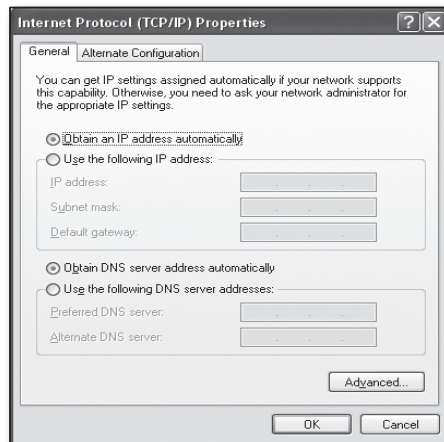 Internet Protocol (TCP/IP) Properties
General
Alternate Configuration
You can get IP settings assigned automatically if your network supports
this capability. Otherwise, you need to ask your network administrator for
the appropriate IP settings.
Obtain an IP address automatically
Use the following IP address:
IP address:
Subnet mask:
Default gateway:
Obtain DNS server address automatically
Use the following DNS server addresses:
Preferred DNS server:
Alternate DNS server:
Advanced...
OK
Cancel